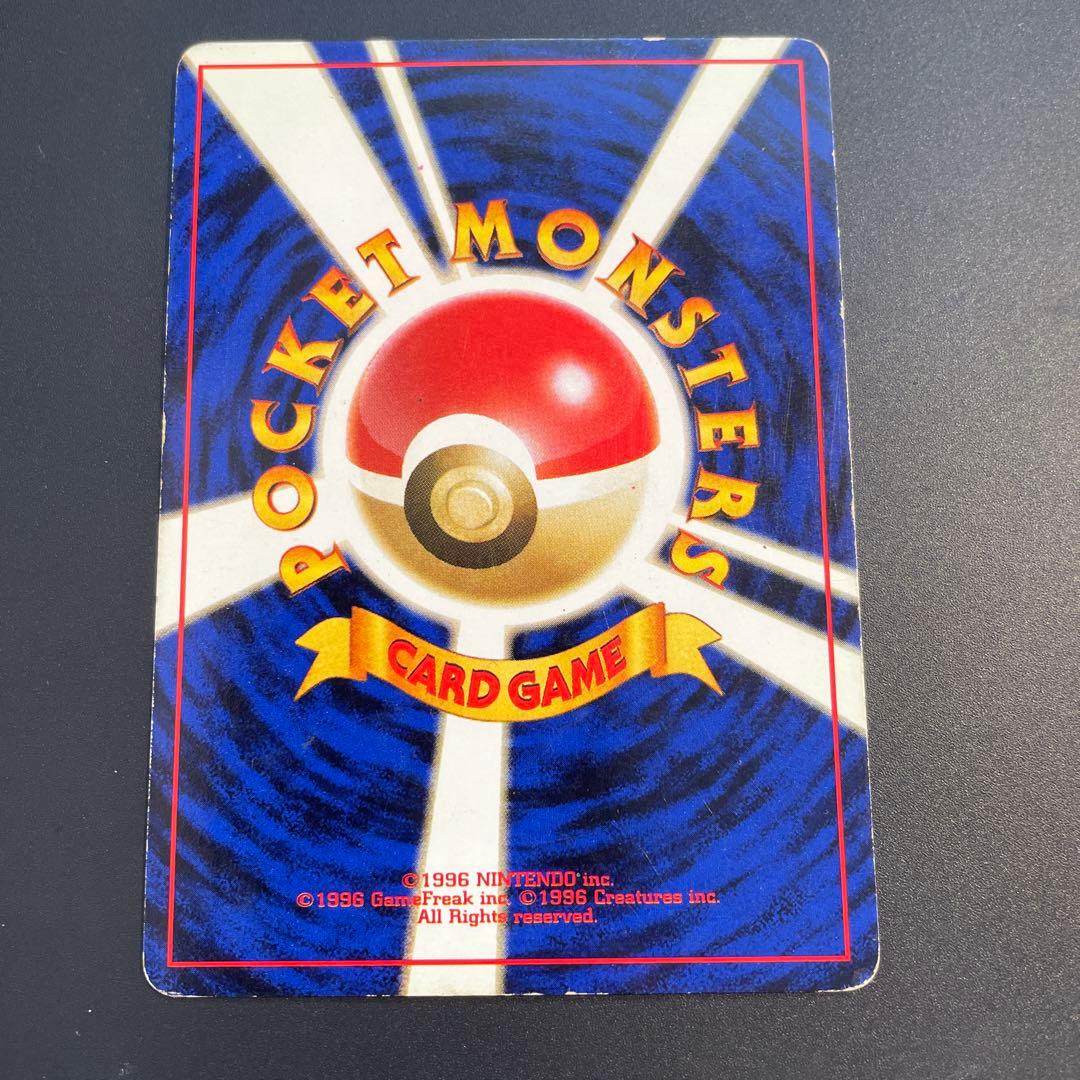 POCKET MONSTERS
CARD GAME
©1996 NINTENDO inc.
©1996 GameFreak inc. ©1996 Creatures inc.
All Rights reserved.